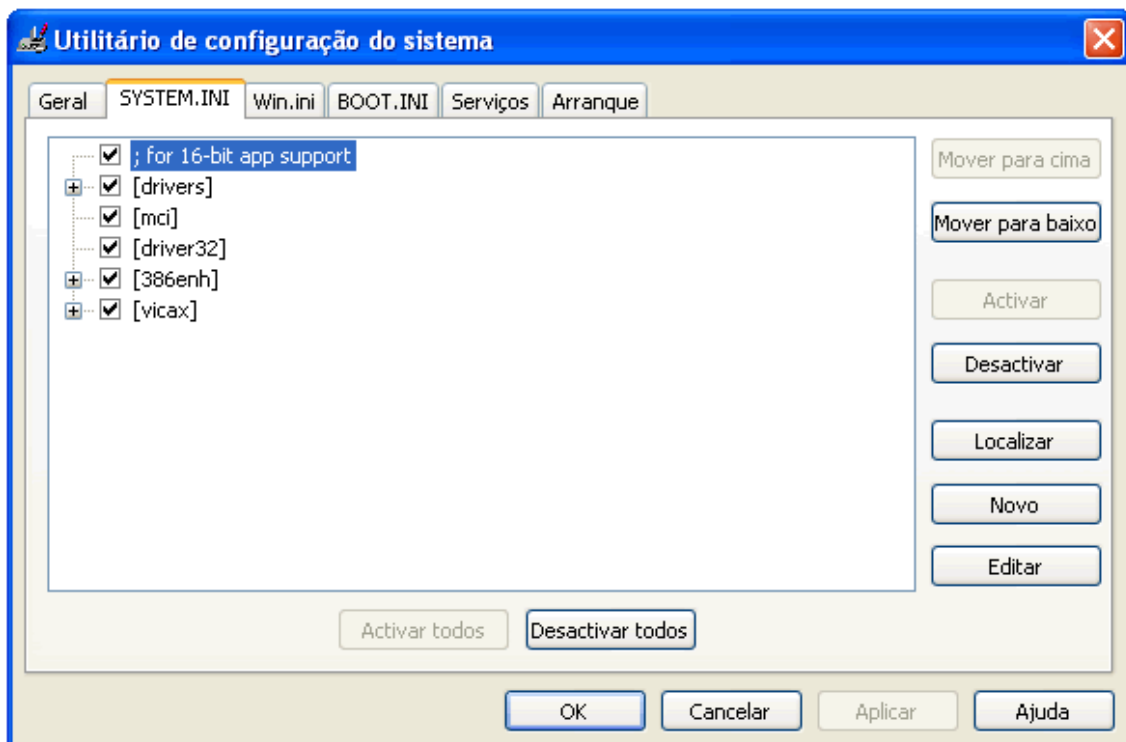 Utilitário de configuração do sistema
Geral SYSTEM.INI Win.ini BOOT.INI Serviços Arranque
; for 16-bit app support
[drivers]
[mci]
[driver32]
[386enh]
[vicax]
Mover para cima
Mover para baixo
Activar
Desactivar
Localizar
Novo
Editar
Activar todos Desactivar todos
OK Cancelar Aplicar Ajuda